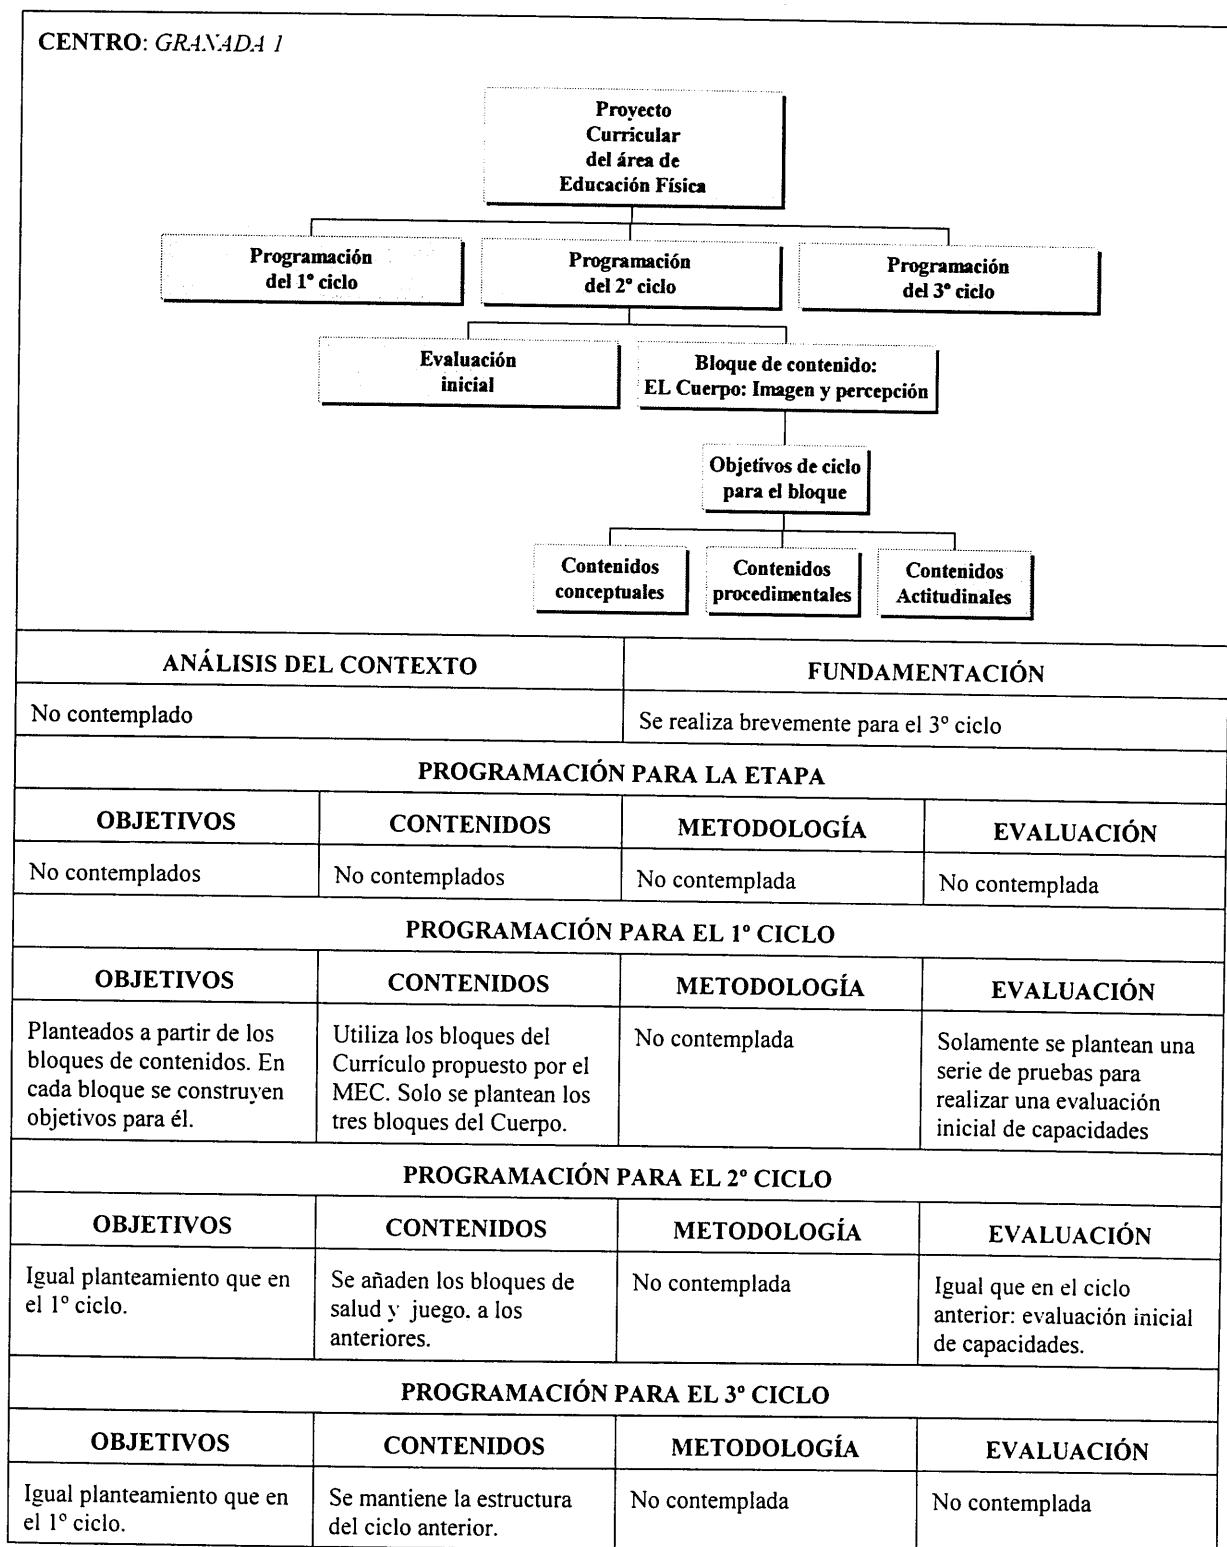 CENTRO: GRANADA 1
Proyecto
Curricular
del área de
Educación Física
Programación
del 1º ciclo
Programación
del 2º ciclo
Programación
del 3º ciclo
Evaluación
inicial
Bloque de contenido:
EL Cuerpo: Imagen y percepción
Objetivos de ciclo
para el bloque
Contenidos
conceptuales
Contenidos
procedimentales
Contenidos
Actitudinales
ANÁLISIS DEL CONTEXTO
FUNDAMENTACIÓN
No contemplado
Se realiza brevemente para el 3º ciclo
PROGRAMACIÓN PARA LA ETAPA
OBJETIVOS
CONTENIDOS
METODOLOGÍA
EVALUACIÓN
No contemplados
No contemplados
No contemplada
No contemplada
PROGRAMACIÓN PARA EL 1º CICLO
OBJETIVOS
CONTENIDOS
METODOLOGÍA
EVALUACIÓN
Planteados a partir de los
bloques de contenidos. En
cada bloque se construyen
objetivos para él.
Utiliza los bloques del
Currículo propuesto por el
MEC. Solo se plantean los
tres bloques del Cuerpo.
No contemplada
Solamente se plantean una
serie de pruebas para
realizar una evaluación
inicial de capacidades
PROGRAMACIÓN PARA EL 2º CICLO
OBJETIVOS
CONTENIDOS
METODOLOGÍA
EVALUACIÓN
Igual planteamiento que en
el 1º ciclo.
Se añaden los bloques de
salud y juego. a los
anteriores.
No contemplada
Igual que en el ciclo
anterior: evaluación inicial
de capacidades.
PROGRAMACIÓN PARA EL 3º CICLO
OBJETIVOS
CONTENIDOS
METODOLOGÍA
EVALUACIÓN
Igual planteamiento que en
el 1º ciclo.
Se mantiene la estructura
del ciclo anterior.
No contemplada
No contemplada